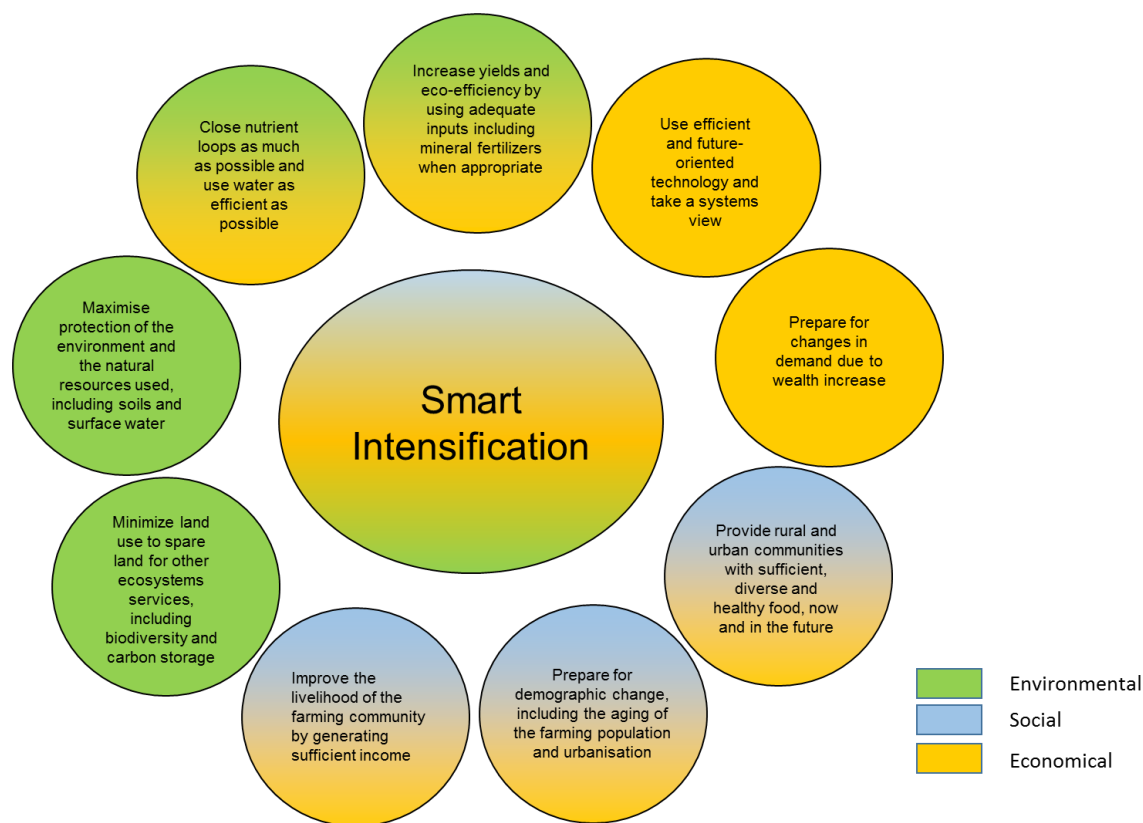 Increase yields and
eco-efficiency by
using adequate
inputs including
mineral fertilizers
when appropriate
Use efficient
and future-
oriented
technology and
take a systems
view
Prepare for
changes in
demand due to
wealth increase
Provide rural and
urban communities
with sufficient,
diverse and
healthy food, now
and in the future
Prepare for
demographic change,
including the aging of
the farming population
and urbanisation
Improve the
livelihood of the
farming community
by generating
sufficient income
Minimize land
use to spare
land for other
ecosystems
services,
including
biodiversity and
carbon storage
Maximise
protection of the
environment and
the natural
resources used,
including soils and
surface water
Close nutrient
loops as much
as possible and
use water as
efficient as
possible
Smart
Intensification
Environmental
Social
Economical